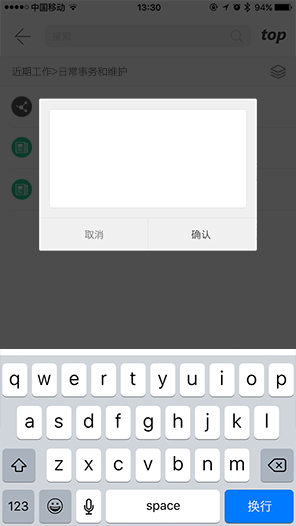 中国移动 13:30 94%
搜索 top
近期工作>日常事务和维护
取消 确认
q w e r t y u i o p
a s d f g h j k l
z x c v b n m
123 space 换行